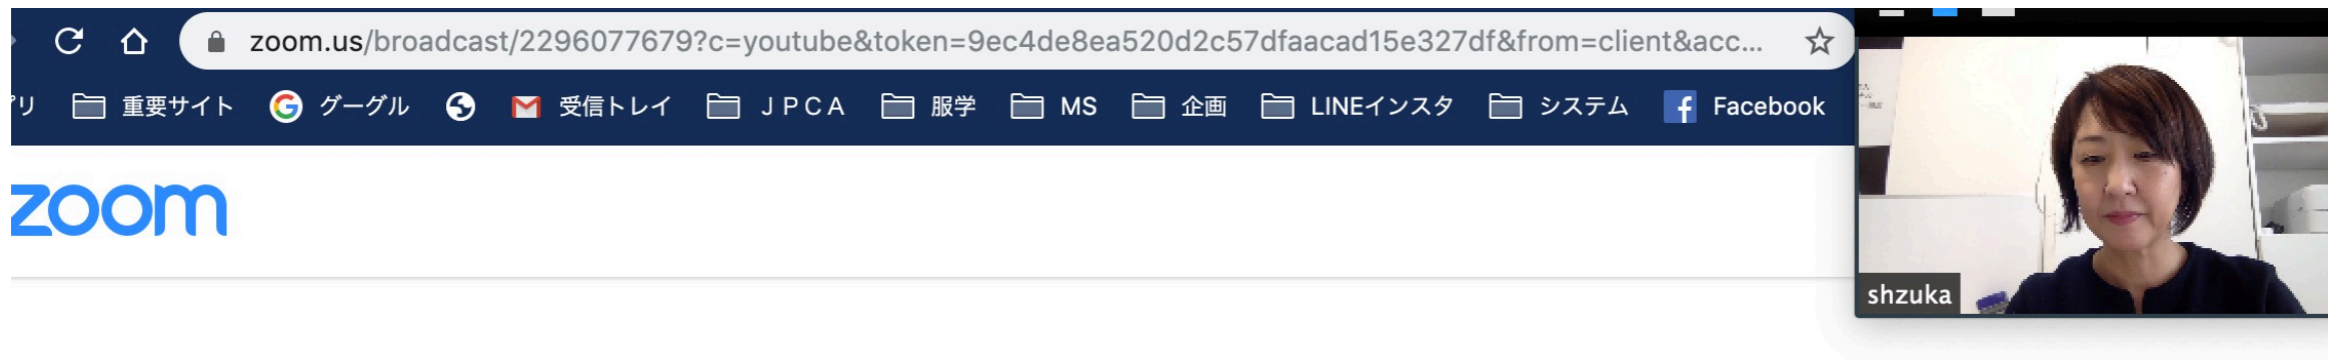 zoom.us/broadcast/2296077679?c=youtube&token=9ec4de8ea520d2c57dfaacad15e327df&from=client&acc...
プリ 重要サイト グーグル 受信トレイ ＪＰＣＡ 服学 MS 企画 LINEインスタ システム Facebook
zoom
shzuka